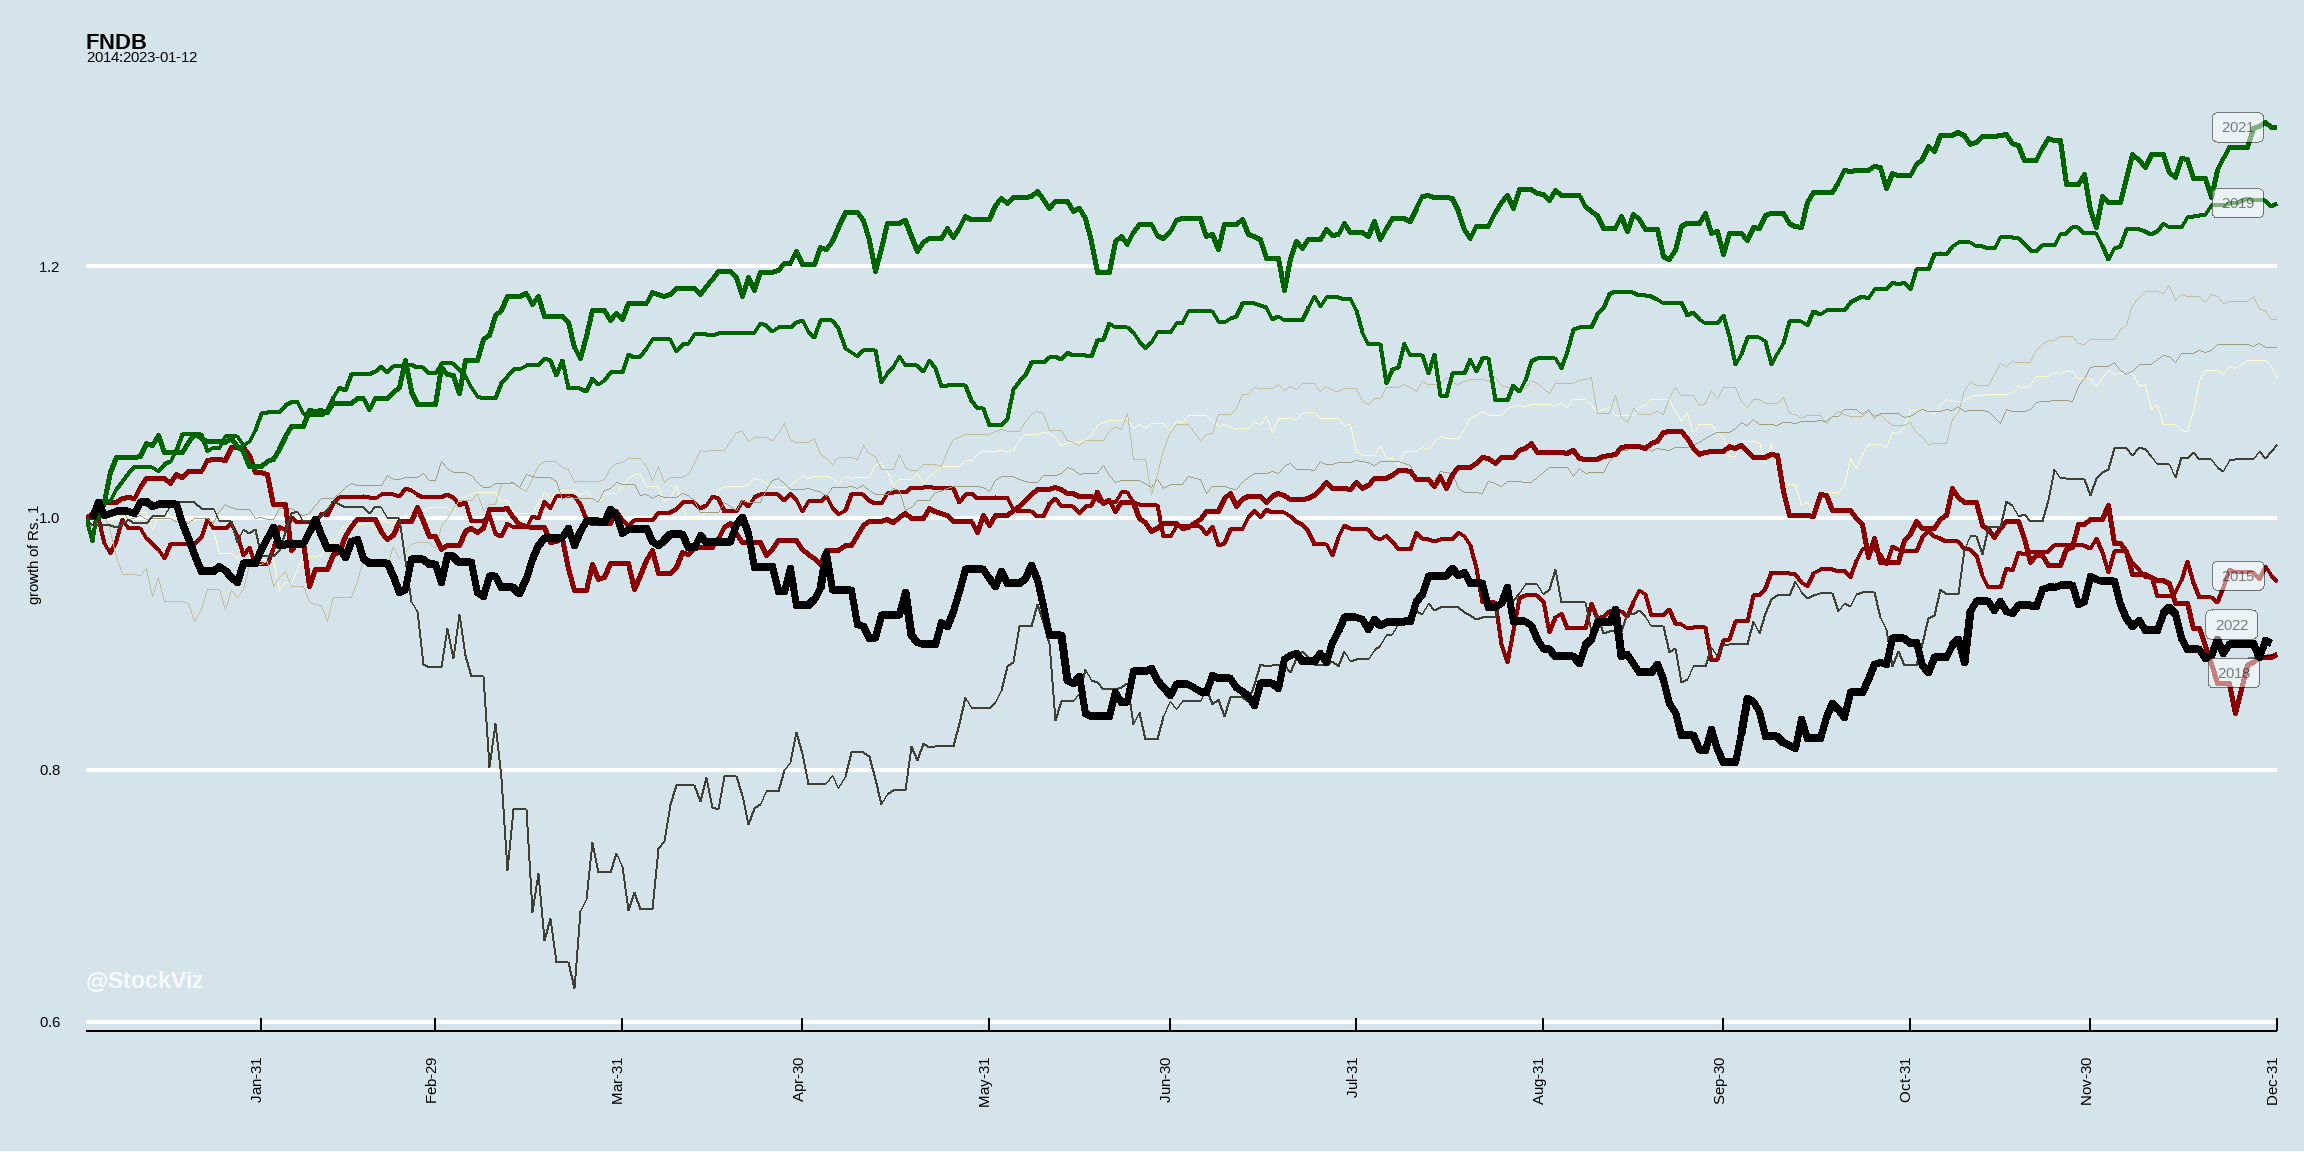 FNDB
2014:2023-01-12
2021
2019
1.2
growth of Rs. 1
1.0
2015
2022
2018
0.8
@StockViz
0.6
Jan-31
Feb-29
Mar-31
Apr-30
May-31
Jun-30
Jul-31
Aug-31
Sep-30
Oct-31
Nov-30
Dec-31